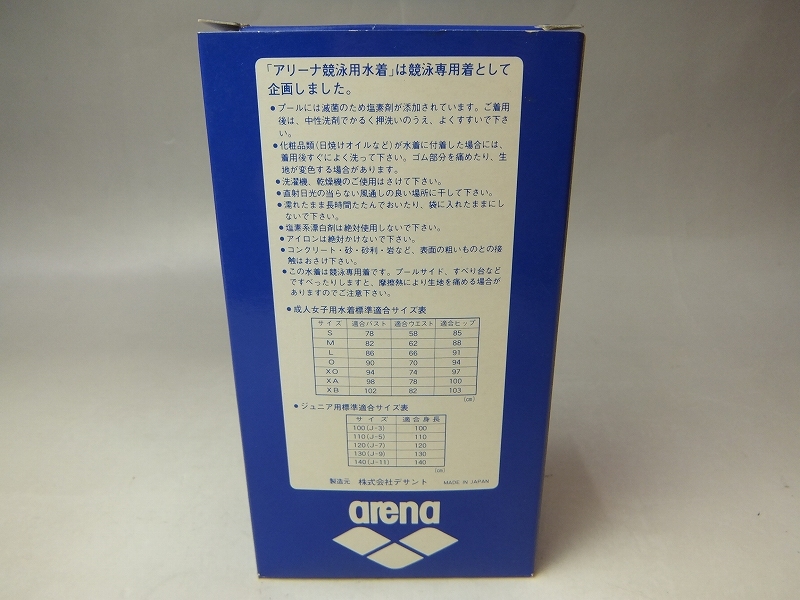 「アリーナ競泳用水着」は競泳専用着として
企画しました。
●プールには滅菌のため塩素剤が添加されています。ご着用
後は、中性洗剤でかるく押洗いのうえ、よくすすいで下さ
い。
●化粧品類(日焼けオイルなど)が水着に付着した場合には、
着用後すぐによく洗って下さい。ゴム部分を痛めたり、生
地が変色する場合があります。
●洗濯機、乾燥機のご使用はさけて下さい。
●直射日光の当らない風通しの良い場所に干して下さい。
●濡れたまま長時間たたんでおいたり、袋に入れたままにし
ないで下さい。
●塩素系漂白剤は絶対使用しないで下さい。
●アイロンは絶対かけないで下さい。
●コンクリート・砂・砂利・岩など、表面の粗いものとの接
触はおさけ下さい。
●この水着は競泳専用着です。プールサイド、すべり台など
ですべったりしますと、摩擦熱により生地を痛める場合が
ありますのでご注意下さい。
●成人女子用水着標準適合サイズ表
サイズ 適合バスト 適合ウエスト 適合ヒップ
S 78 58 85
M 82 62 88
L 86 66 91
O 90 70 94
XO 94 74 97
XA 98 78 100
XB 102 82 103
(cm)
●ジュニア用標準適合サイズ表
サイズ 適合身長
100(J-3) 100
110(J-5) 110
120(J-7) 120
130(J-9) 130
140(J-11) 140
(cm)
製造元 株式会社デサント MADE IN JAPAN
arena